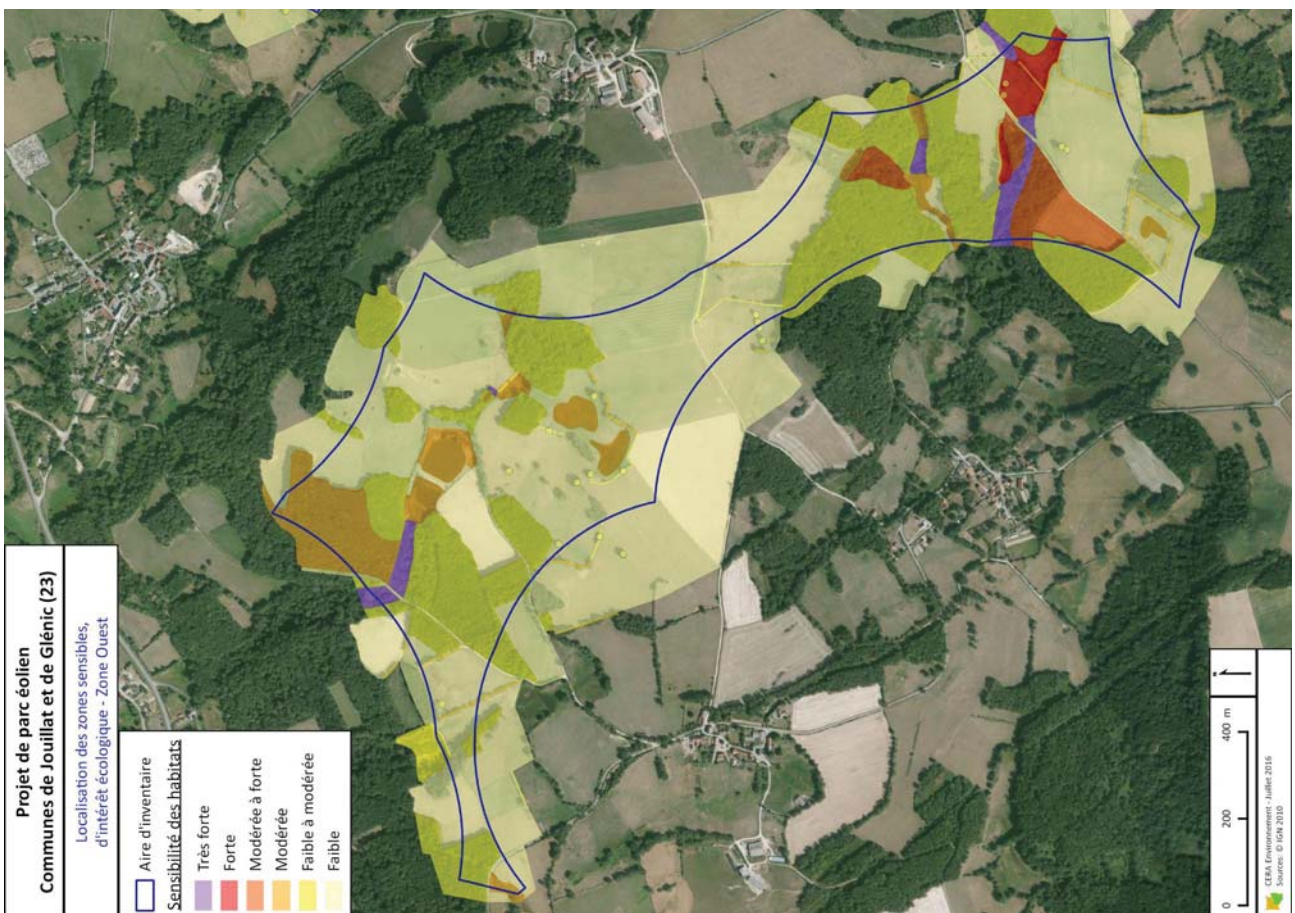 Projet de parc éolien
Communes de Jouillat et de Glénic (23)
Localisation des zones sensibles,
d'intérêt écologique - Zone Ouest
Aire d'inventaire
Sensibilité des habitats
Très forte
Forte
Modérée à forte
Modérée
Faible à modérée
Faible
0 200 400 m
CERA Environnement - Juillet 2016
Sources: © IGN 2010